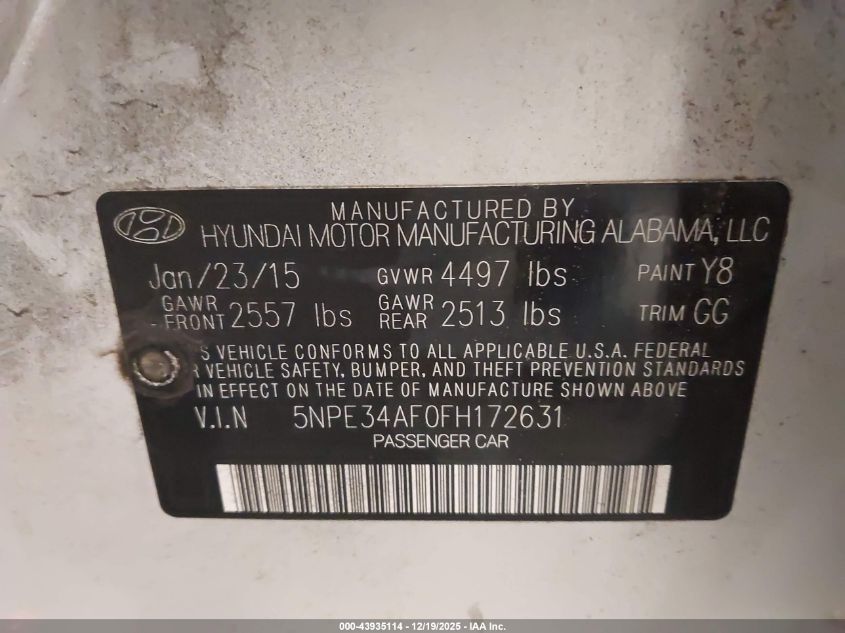 MANUFACTURED BY
HYUNDAI MOTOR MANUFACTURING ALABAMA, LLC
Jan/23/15 GVWR 4497 lbs PAINT Y8
GAWR FRONT 2557 lbs GAWR REAR 2513 lbs TRIM GG
S VEHICLE CONFORMS TO ALL APPLICABLE U.S.A. FEDERAL
R VEHICLE SAFETY, BUMPER, AND THEFT PREVENTION STANDARDS
IN EFFECT ON THE DATE OF MANUFACTURE SHOWN ABOVE
V.I.N 5NPE34AF0FH172631
PASSENGER CAR
000-43935114 - 12/19/2025 - IAA Inc.